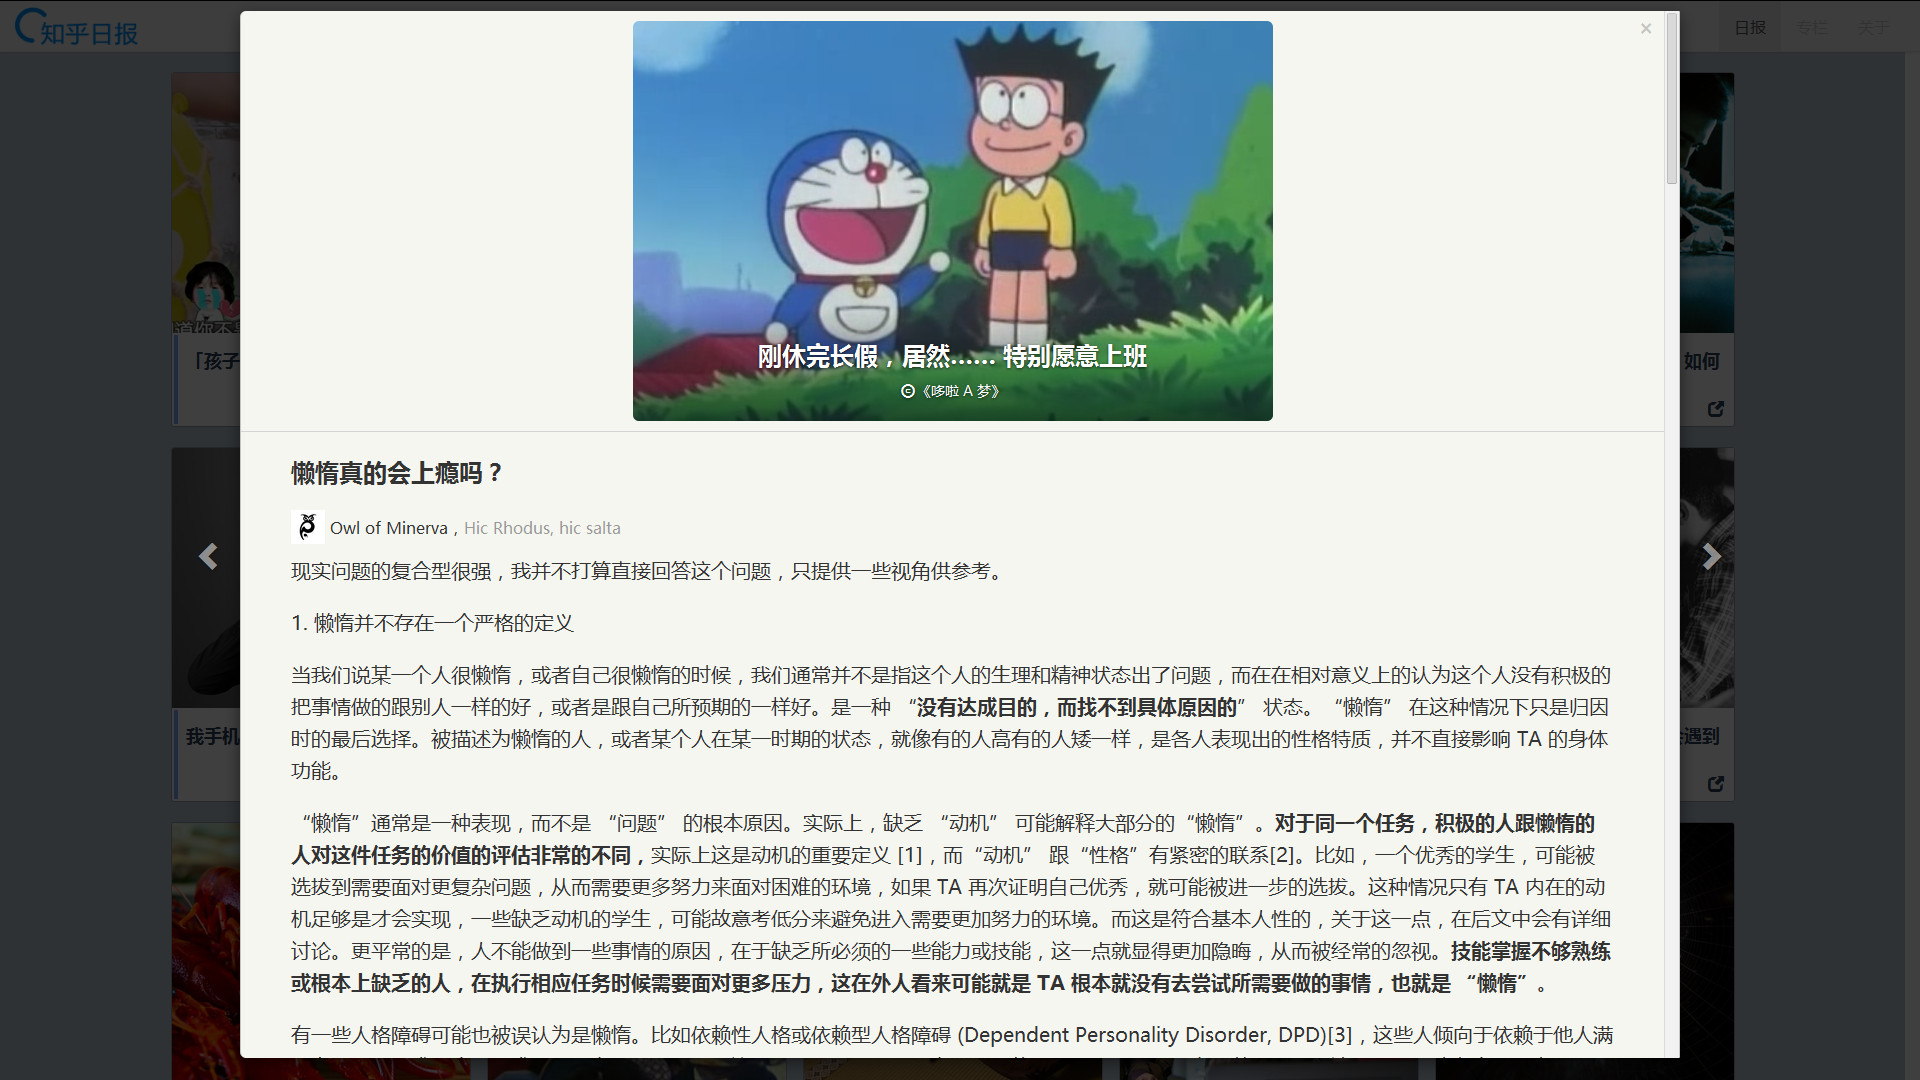 知乎日报
日报
专栏
关于
刚休完长假，居然…… 特别愿意上班
《哆啦 A 梦》
「孩子
如何
懒惰真的会上瘾吗？
Owl of Minerva，Hic Rhodus, hic salta
现实问题的复合型很强，我并不打算直接回答这个问题，只提供一些视角供参考。
1. 懒惰并不存在一个严格的定义
当我们说某一个人很懒惰，或者自己很懒惰的时候，我们通常并不是指这个人的生理和精神状态出了问题，而在在相对意义上的认为这个人没有积极的
把事情做的跟别人一样的好，或者是跟自己所预期的一样好。是一种 “没有达成目的，而找不到具体原因的” 状态。“懒惰” 在这种情况下只是归因
时的最后选择。被描述为懒惰的人，或者某个人在某一时期的状态，就像有的人高有的人矮一样，是各人表现出的性格特质，并不直接影响 TA 的身体
功能。
我手机
遇到
“懒惰”通常是一种表现，而不是 “问题” 的根本原因。实际上，缺乏 “动机” 可能解释大部分的“懒惰”。对于同一个任务，积极的人跟懒惰的
人对这件任务的价值的评估非常的不同，实际上这是动机的重要定义 [1]，而“动机” 跟“性格”有紧密的联系[2]。比如，一个优秀的学生，可能被
选拔到需要面对更复杂问题，从而需要更多努力来面对困难的环境，如果 TA 再次证明自己优秀，就可能被进一步的选拔。这种情况只有 TA 内在的动
机足够是才会实现，一些缺乏动机的学生，可能故意考低分来避免进入需要更加努力的环境。而这是符合基本人性的，关于这一点，在后文中会有详细
讨论。更平常的是，人不能做到一些事情的原因，在于缺乏所必须的一些能力或技能，这一点就显得更加隐晦，从而被经常的忽视。技能掌握不够熟练
或根本上缺乏的人，在执行相应任务时候需要面对更多压力，这在外人看来可能就是 TA 根本就没有去尝试所需要做的事情，也就是 “懒惰”。
有一些人格障碍可能也被误认为是懒惰。比如依赖性人格或依赖型人格障碍 (Dependent Personality Disorder, DPD)[3]，这些人倾向于依赖于他人满